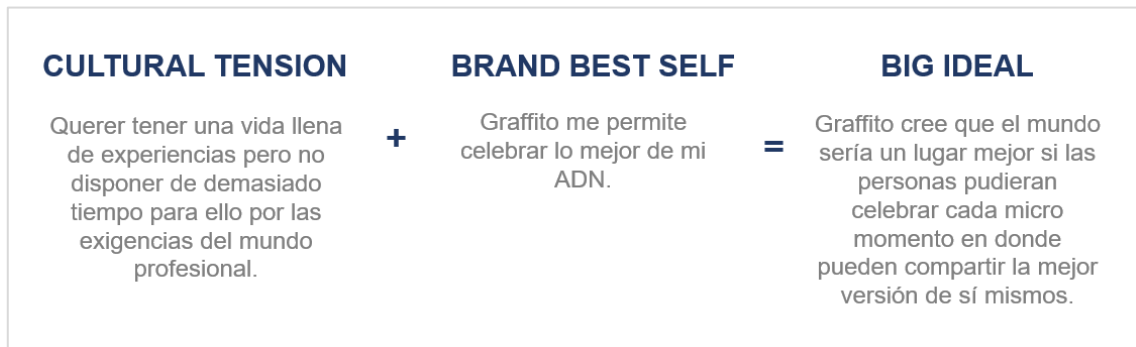 CULTURAL TENSION
Querer tener una vida llena
de experiencias pero no
disponer de demasiado
tiempo para ello por las
exigencias del mundo
profesional.
+
BRAND BEST SELF
Graffito me permite
celebrar lo mejor de mi
ADN.
=
BIG IDEAL
Graffito cree que el mundo
sería un lugar mejor si las
personas pudieran
celebrar cada micro
momento en donde
pueden compartir la mejor
versión de sí mismos.